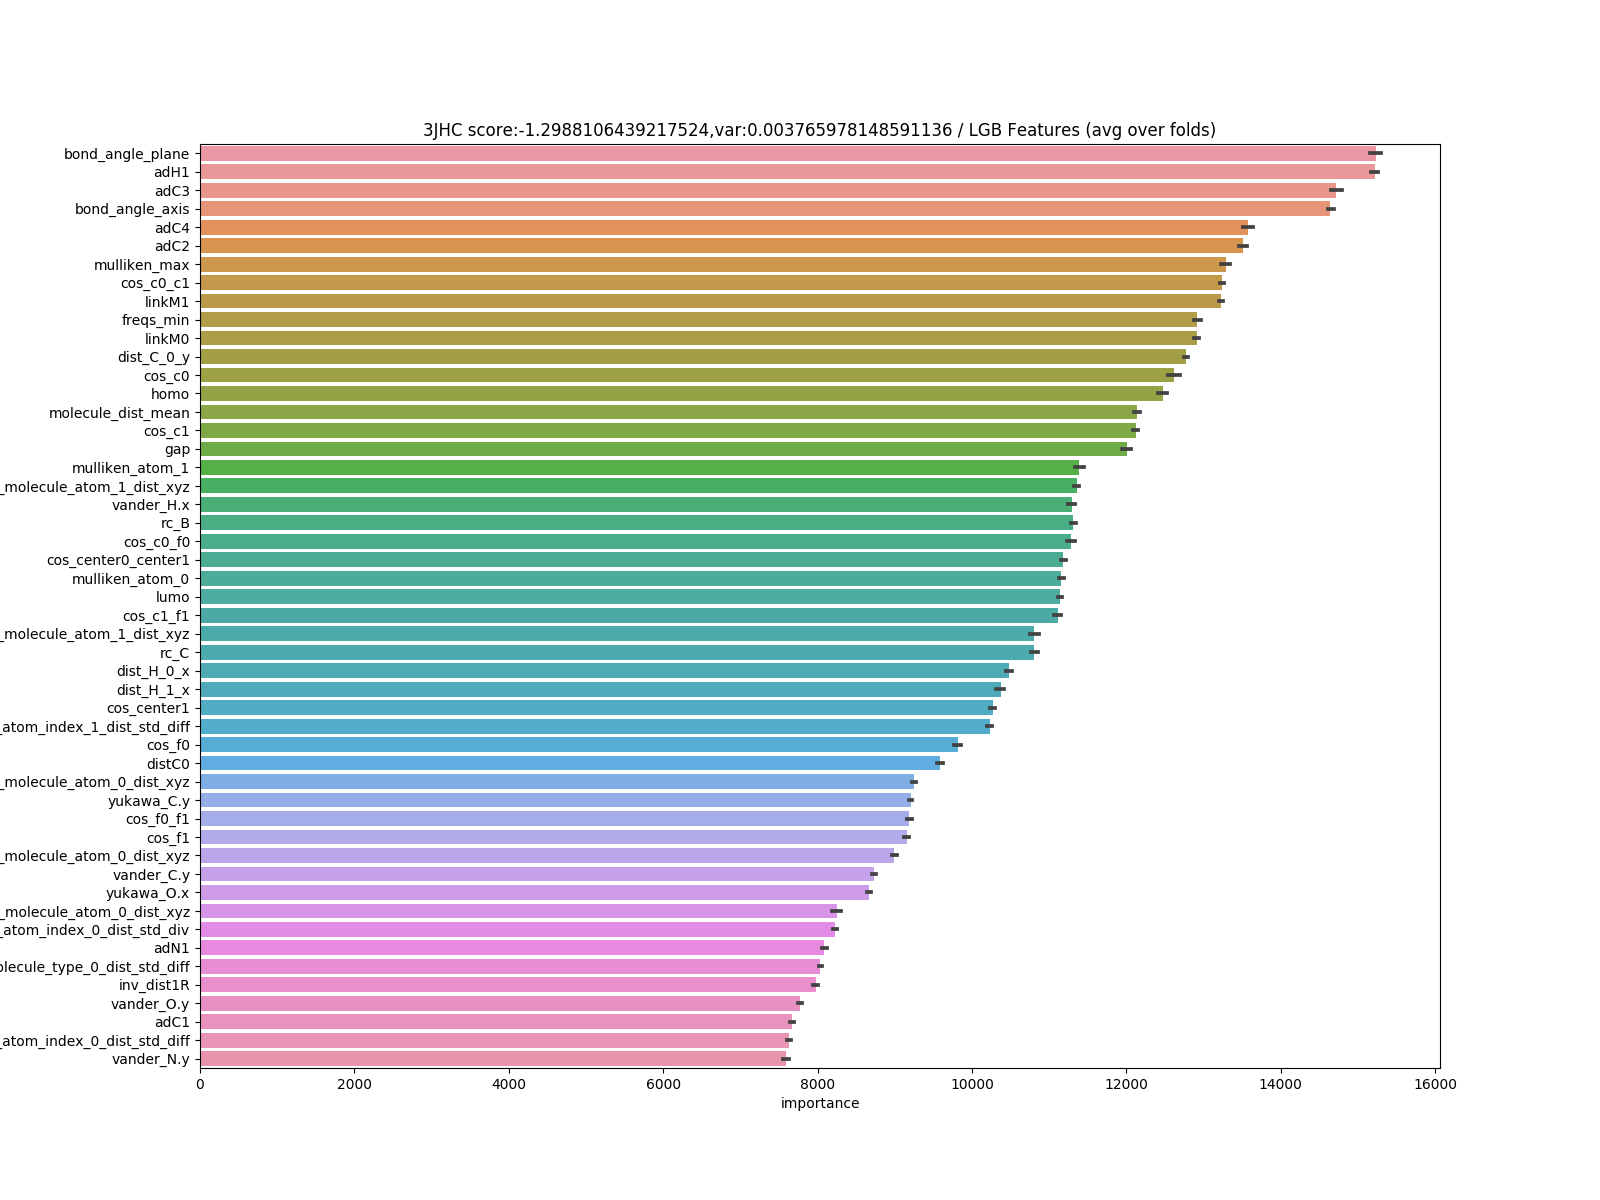 3JHC score:-1.2988106439217524,var:0.003765978148591136 / LGB Features (avg over folds)
bond_angle_plane
adH1
adC3
bond_angle_axis
adC4
adC2
mulliken_max
cos_c0_c1
linkM1
freqs_min
linkM0
dist_C_0_y
cos_c0
homo
molecule_dist_mean
cos_c1
gap
mulliken_atom_1
_molecule_atom_1_dist_xyz
vander_H.x
rc_B
cos_c0_f0
cos_center0_center1
mulliken_atom_0
lumo
cos_c1_f1
_molecule_atom_1_dist_xyz
rc_C
dist_H_0_x
dist_H_1_x
cos_center1
_atom_index_1_dist_std_diff
cos_f0
distC0
_molecule_atom_0_dist_xyz
yukawa_C.y
cos_f0_f1
cos_f1
_molecule_atom_0_dist_xyz
vander_C.y
yukawa_O.x
_molecule_atom_0_dist_xyz
_atom_index_0_dist_std_div
adN1
olecule_type_0_dist_std_diff
inv_dist1R
vander_O.y
adC1
_atom_index_0_dist_std_diff
vander_N.y
0 2000 4000 6000 8000 10000 12000 14000 16000
importance